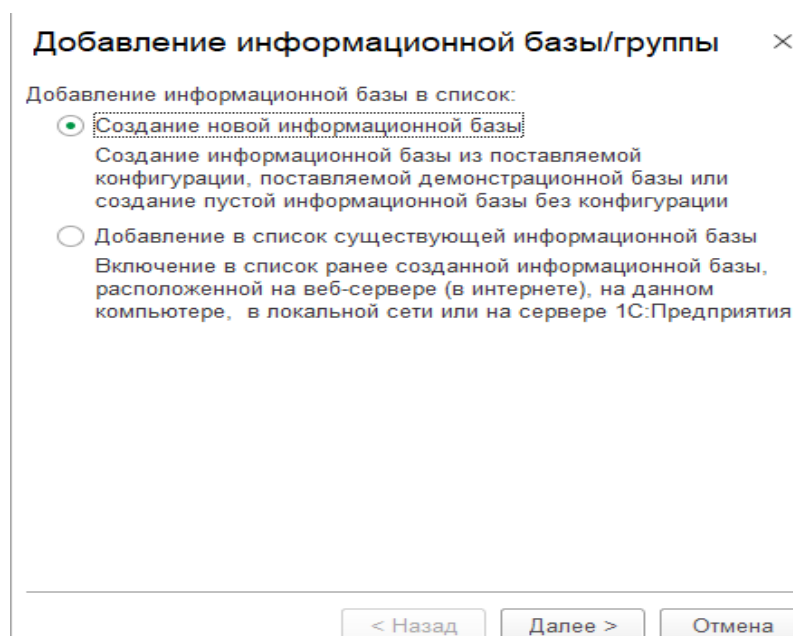 Добавление информационной базы/группы
Добавление информационной базы в список:
Создание новой информационной базы
Создание информационной базы из поставляемой
конфигурации, поставляемой демонстрационной базы или
создание пустой информационной базы без конфигурации
Добавление в список существующей информационной базы
Включение в список ранее созданной информационной базы,
расположенной на веб-сервере (в интернете), на данном
компьютере, в локальной сети или на сервере 1С:Предприятия
< Назад Далее > Отмена